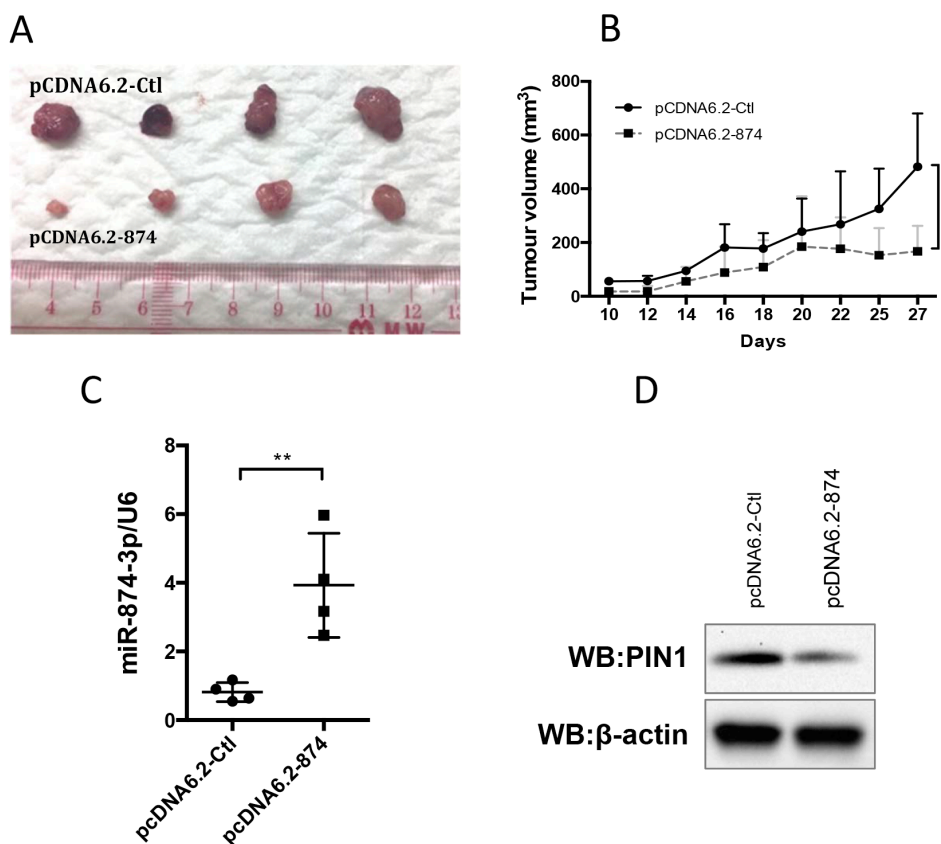 A
pCDNA6.2-Ctl
pCDNA6.2-874
4 5 6 7 8 9 10 11 12 13
M W
B
Tumour volume (mm3)
800
600
400
200
0
pCDNA6.2-Ctl
pCDNA6.2-874
10 12 14 16 18 20 22 25 27
Days
C
miR-874-3p/U6
8
6
4
2
0
**
pcDNA6.2-Ctl
pcDNA6.2-874
D
pcDNA6.2-Ctl
pcDNA6.2-874
WB:PIN1
WB:β-actin